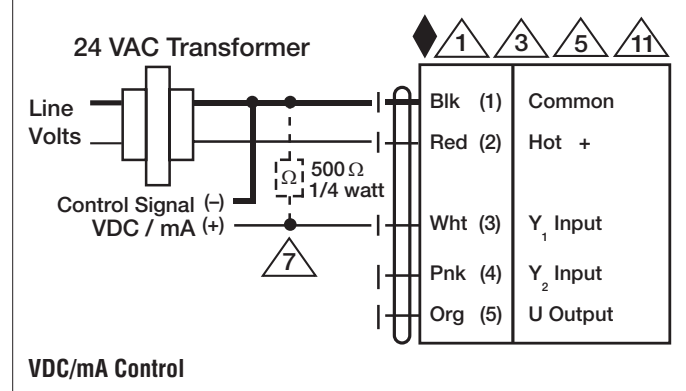 24 VAC Transformer
1 3 5 11
Line
Volts
Blk (1) Common
Red (2) Hot +
Ω 500 Ω
1/4 watt
Control Signal (–)
VDC / mA (+)
Wht (3) Y1 Input
7
Pnk (4) Y2 Input
Org (5) U Output
VDC/mA Control